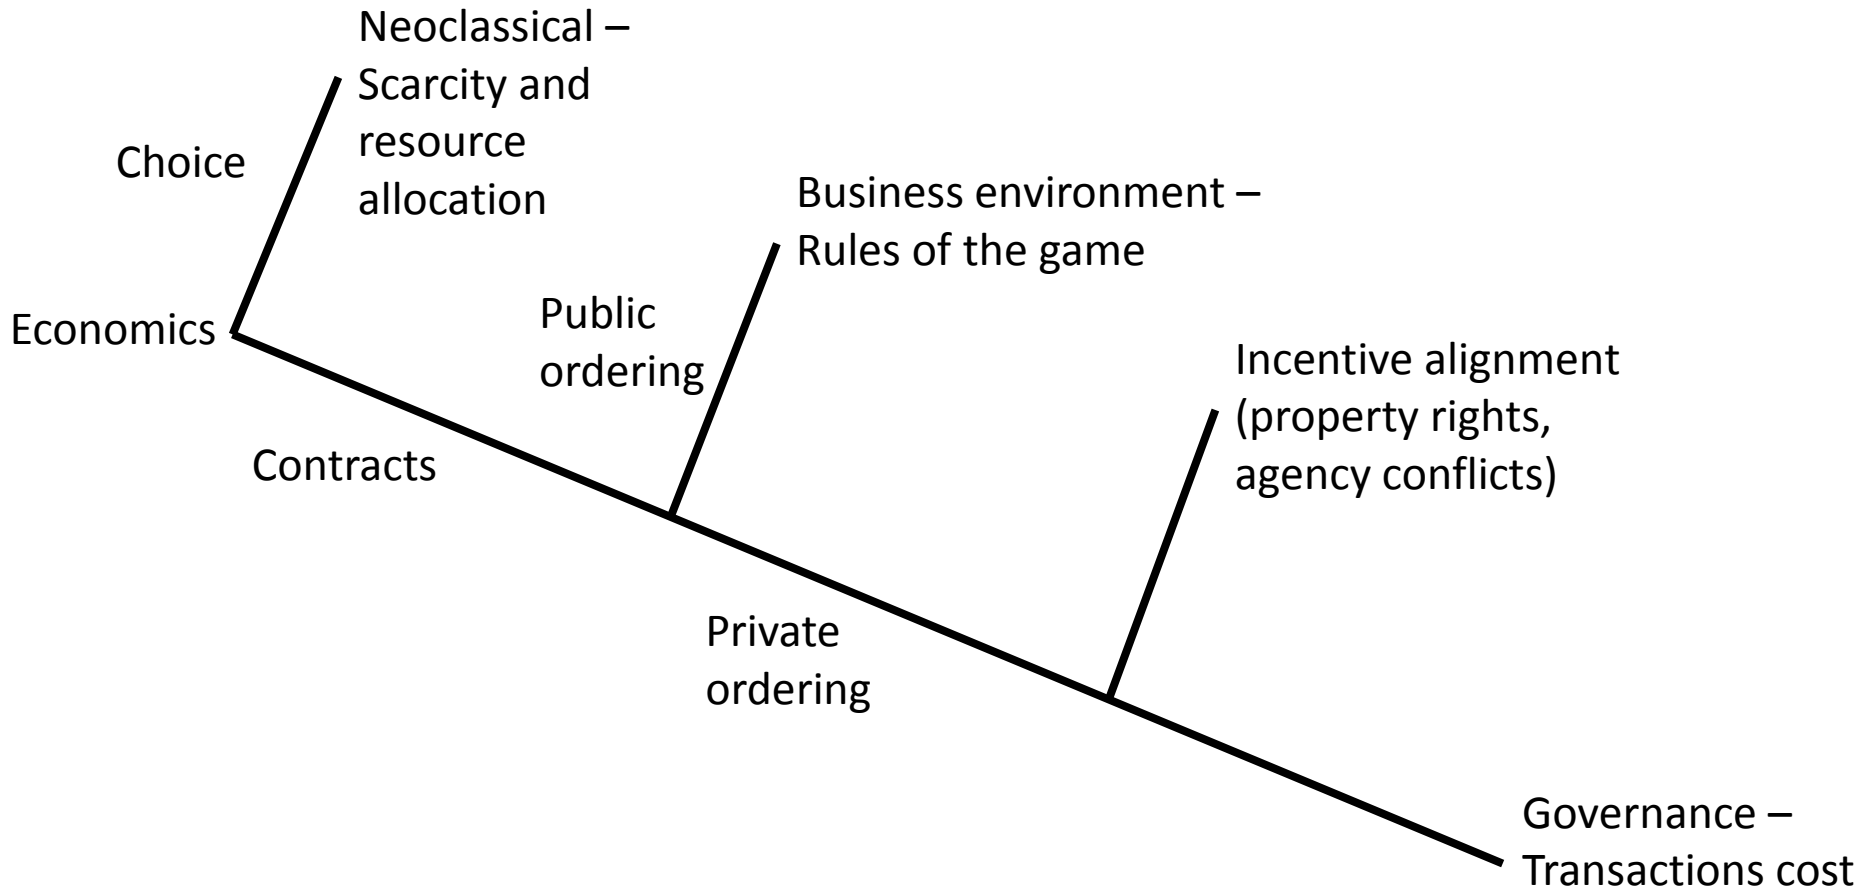 Neoclassical –
Scarcity and
resource
allocation
Choice
Business environment –
Rules of the game
Economics
Public
ordering
Incentive alignment
(property rights,
agency conflicts)
Contracts
Private
ordering
Governance –
Transactions cost